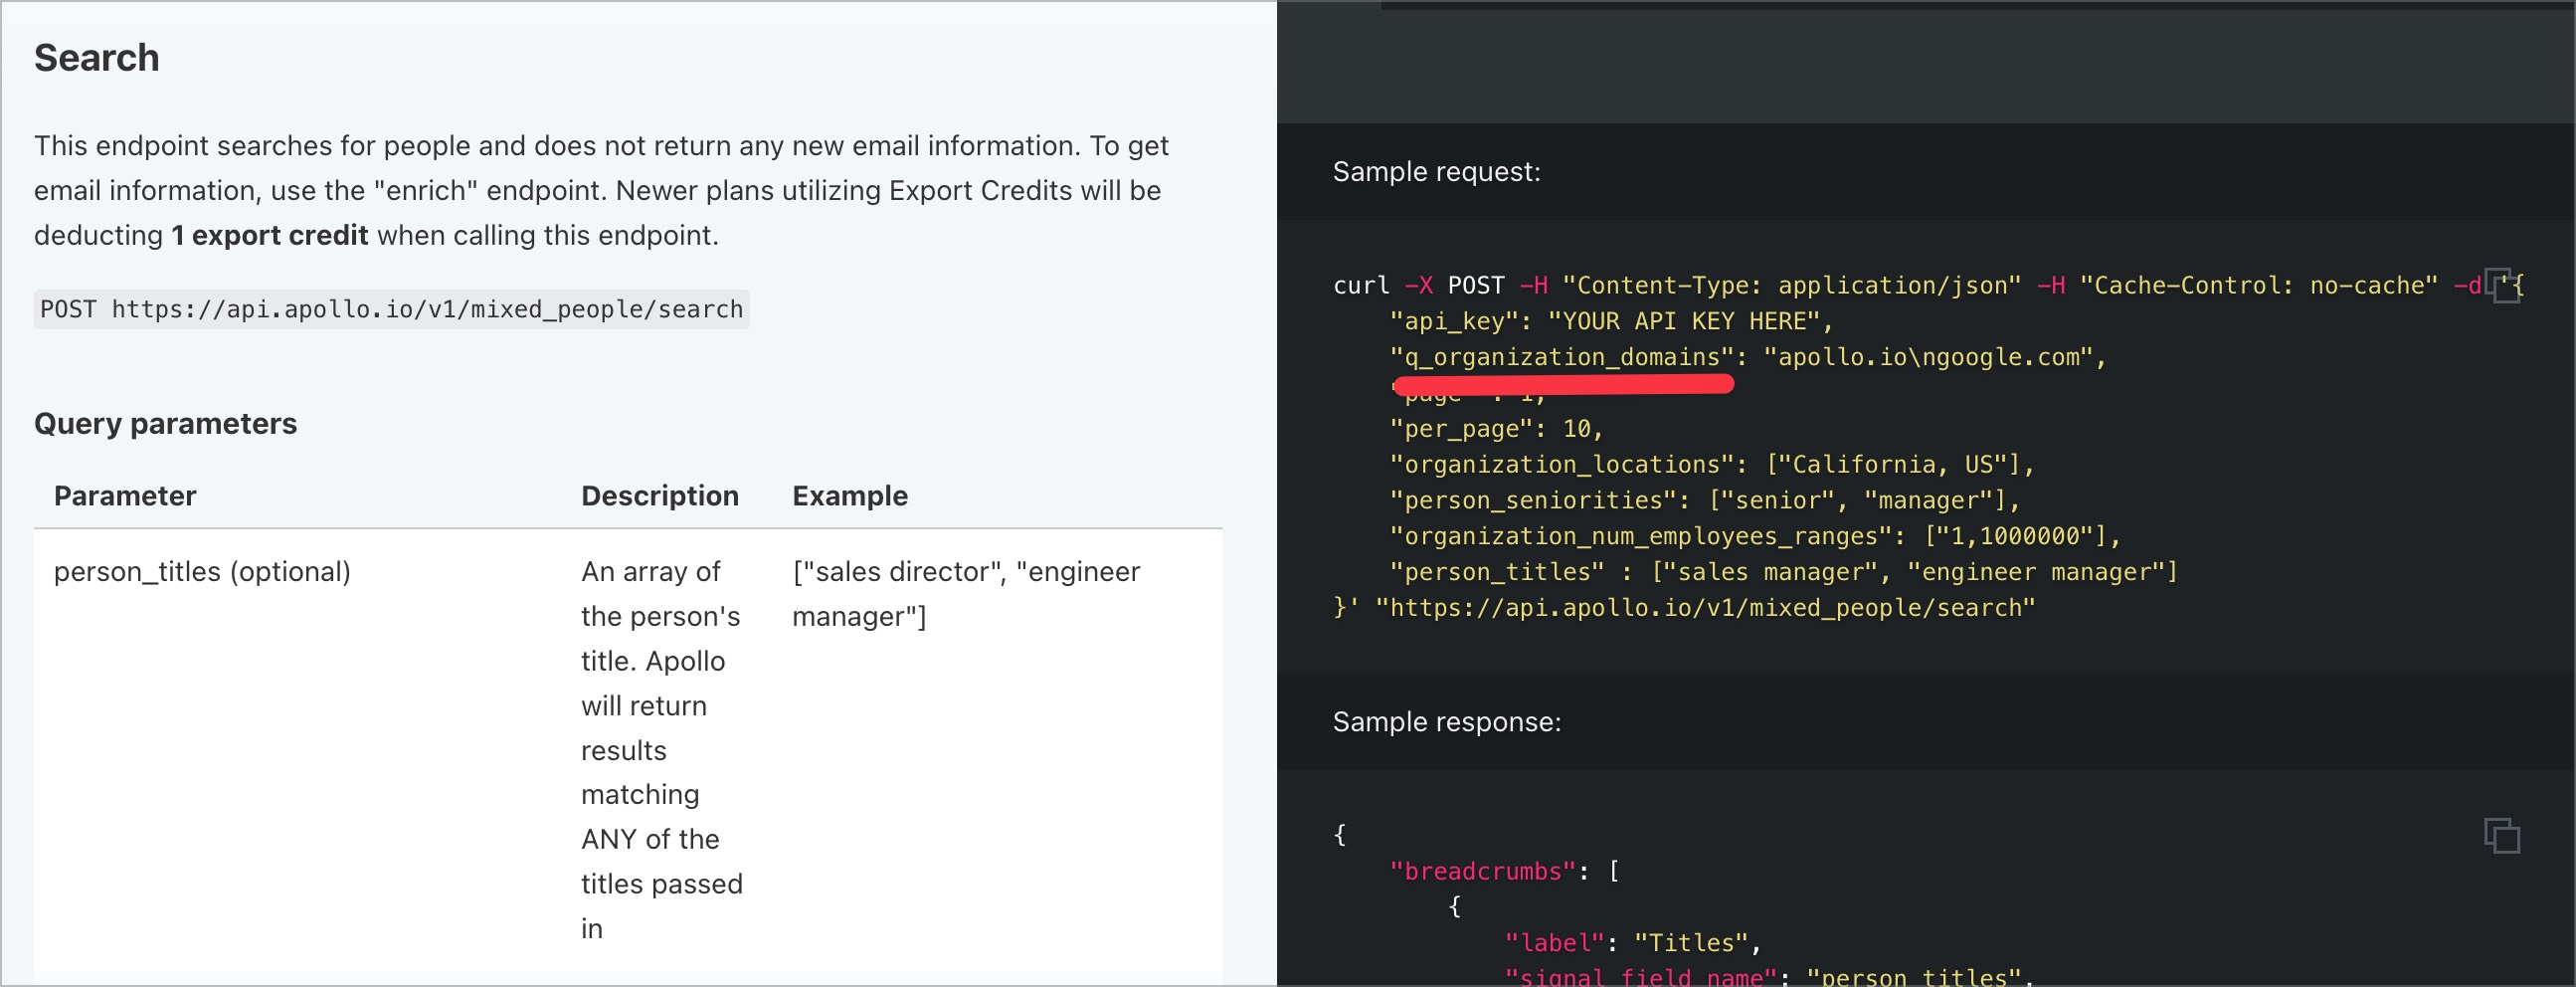 Search
This endpoint searches for people and does not return any new email information. To get
email information, use the "enrich" endpoint. Newer plans utilizing Export Credits will be
deducting 1 export credit when calling this endpoint.
POST https://api.apollo.io/v1/mixed_people/search
Query parameters
Parameter Description Example
person_titles (optional) An array of ["sales director", "engineer
the person's manager"]
title. Apollo
will return
results
matching
ANY of the
titles passed
in
Sample request:
curl -X POST -H "Content-Type: application/json" -H "Cache-Control: no-cache" -d '{
"api_key": "YOUR API KEY HERE",
"q_organization_domains": "apollo.io\ngoogle.com",
"page" : 1,
"per_page": 10,
"organization_locations": ["California, US"],
"person_seniorities": ["senior", "manager"],
"organization_num_employees_ranges": ["1,1000000"],
"person_titles" : ["sales manager", "engineer manager"]
}' "https://api.apollo.io/v1/mixed_people/search"
Sample response:
{
"breadcrumbs": [
{
"label": "Titles",
"signal_field_name": "person_titles",